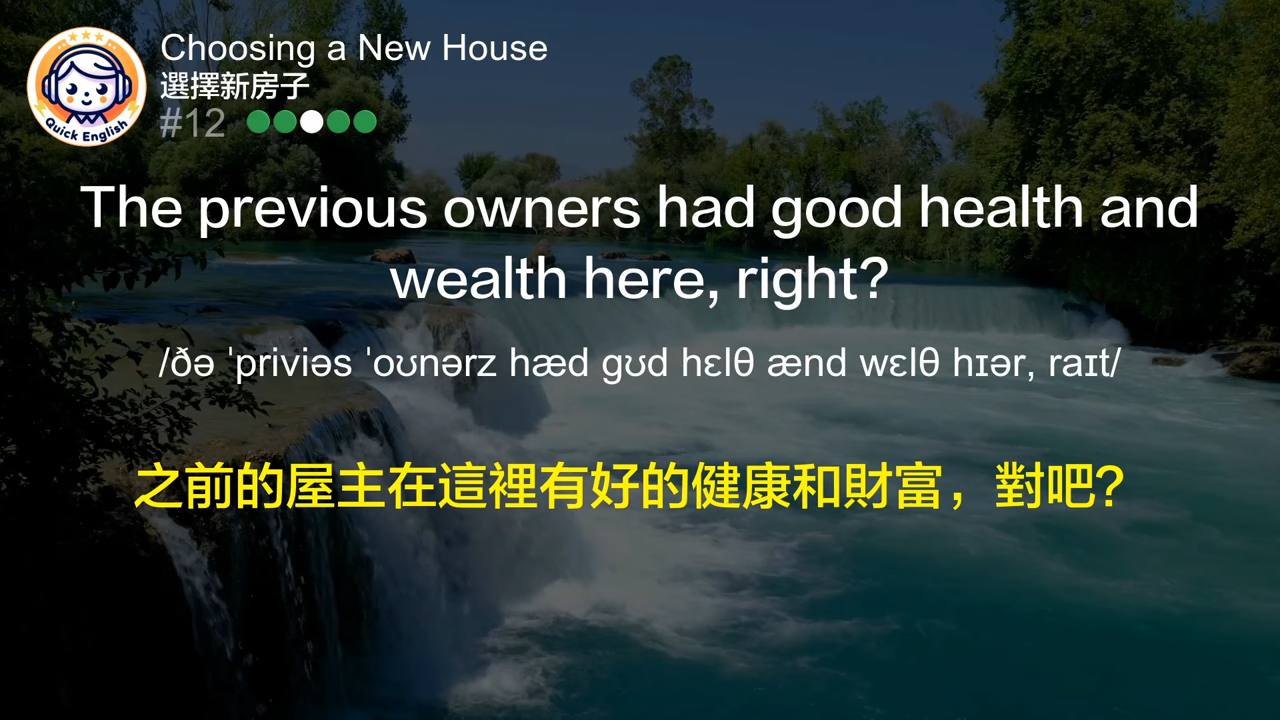 Choosing a New House
選擇新房子
#12
Quick English
The previous owners had good health and
wealth here, right?
/ðə ˈpriviəs ˈoʊnərz hæd gʊd hɛlθ ænd wɛlθ hɪər, raɪt/
之前的屋主在這裡有好的健康和財富，對吧?